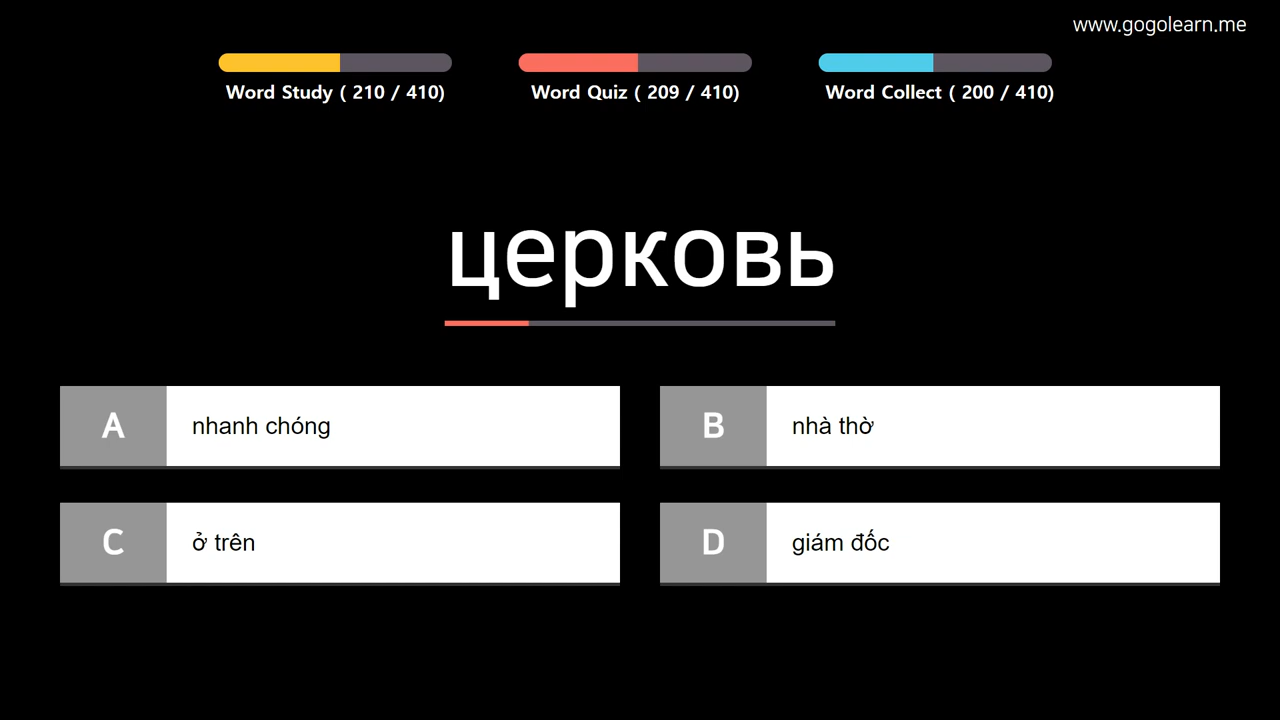 www.gogolearn.me
Word Study ( 210 / 410)
Word Quiz ( 209 / 410)
Word Collect ( 200 / 410)
церковь
A nhanh chóng
B nhà thờ
C ở trên
D giám đốc